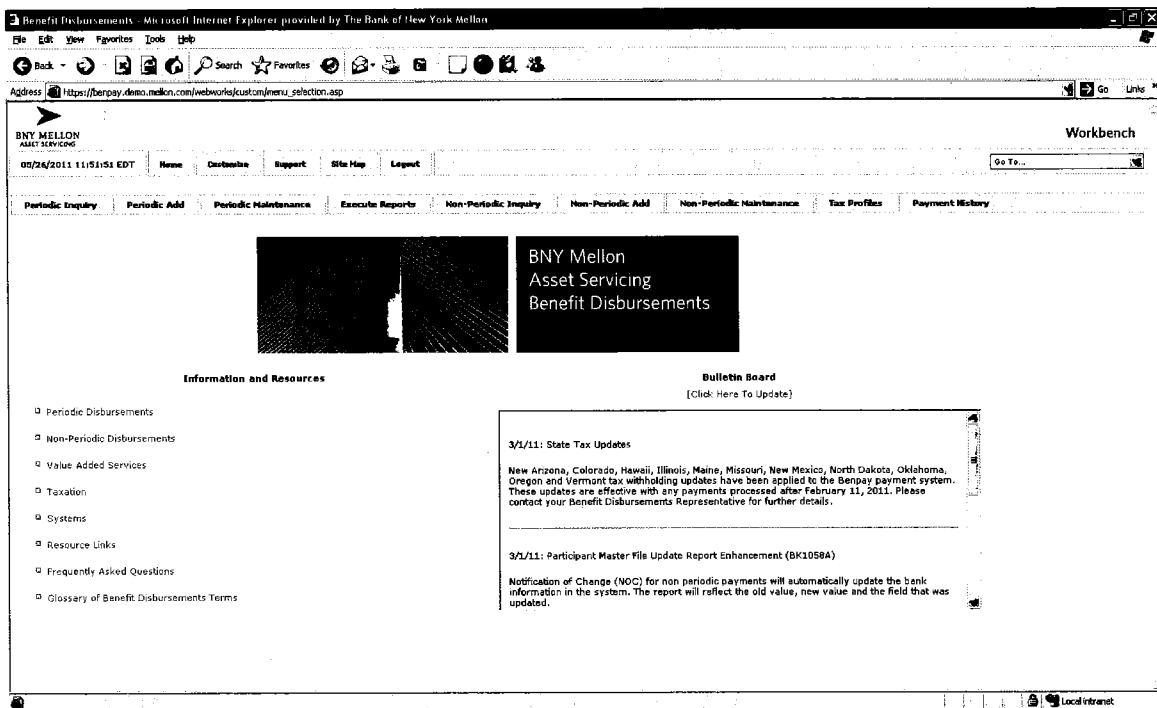 Benefit Disbursements - Microsoft Internet Explorer provided by The Bank of New York Mellon
File Edit View Favorites Tools Help
Back Search Favorites
Address https://benpay.demo.mellon.com/webworks/custom/menu_selection.asp Go Links »
BNY MELLON
ASSET SERVICING
Workbench
05/26/2011 11:51:51 EDT Home Customize Support Site Map Logout Go To...
Periodic Inquiry Periodic Add Periodic Maintenance Execute Reports Non-Periodic Inquiry Non-Periodic Add Non-Periodic Maintenance Tax Profiles Payment History
BNY Mellon
Asset Servicing
Benefit Disbursements
Information and Resources
Periodic Disbursements
Non-Periodic Disbursements
Value Added Services
Taxation
Systems
Resource Links
Frequently Asked Questions
Glossary of Benefit Disbursements Terms
Bulletin Board
[Click Here To Update]
3/1/11: State Tax Updates
New Arizona, Colorado, Hawaii, Illinois, Maine, Missouri, New Mexico, North Dakota, Oklahoma,
Oregon and Vermont tax withholding updates have been applied to the Benpay payment system.
These updates are effective with any payments processed after February 11, 2011. Please
contact your Benefit Disbursements Representative for further details.
3/1/11: Participant Master File Update Report Enhancement (BK1058A)
Notification of Change (NOC) for non periodic payments will automatically update the bank
information in the system. The report will reflect the old value, new value and the field that was
updated.
Local intranet